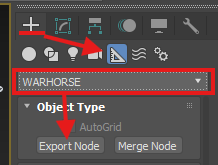 WARHORSE
Object Type
AutoGrid
Export Node Merge Node